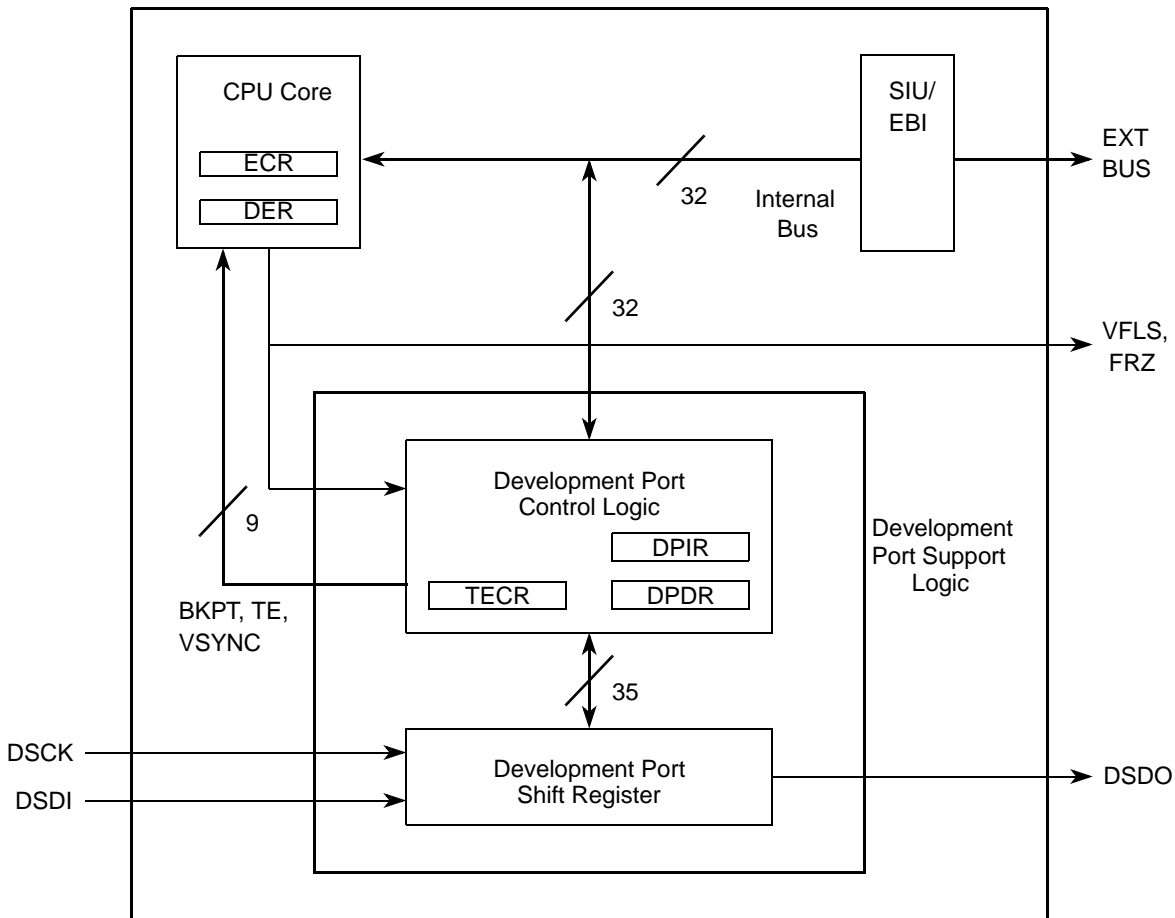 CPU Core
ECR
DER
SIU/
EBI
EXT
BUS
32
Internal
Bus
32
VFLS,
FRZ
Development Port
Control Logic
DPIR
TECR
DPDR
9
BKPT, TE,
VSYNC
Development
Port Support
Logic
35
DSCK
DSDI
Development Port
Shift Register
DSDO